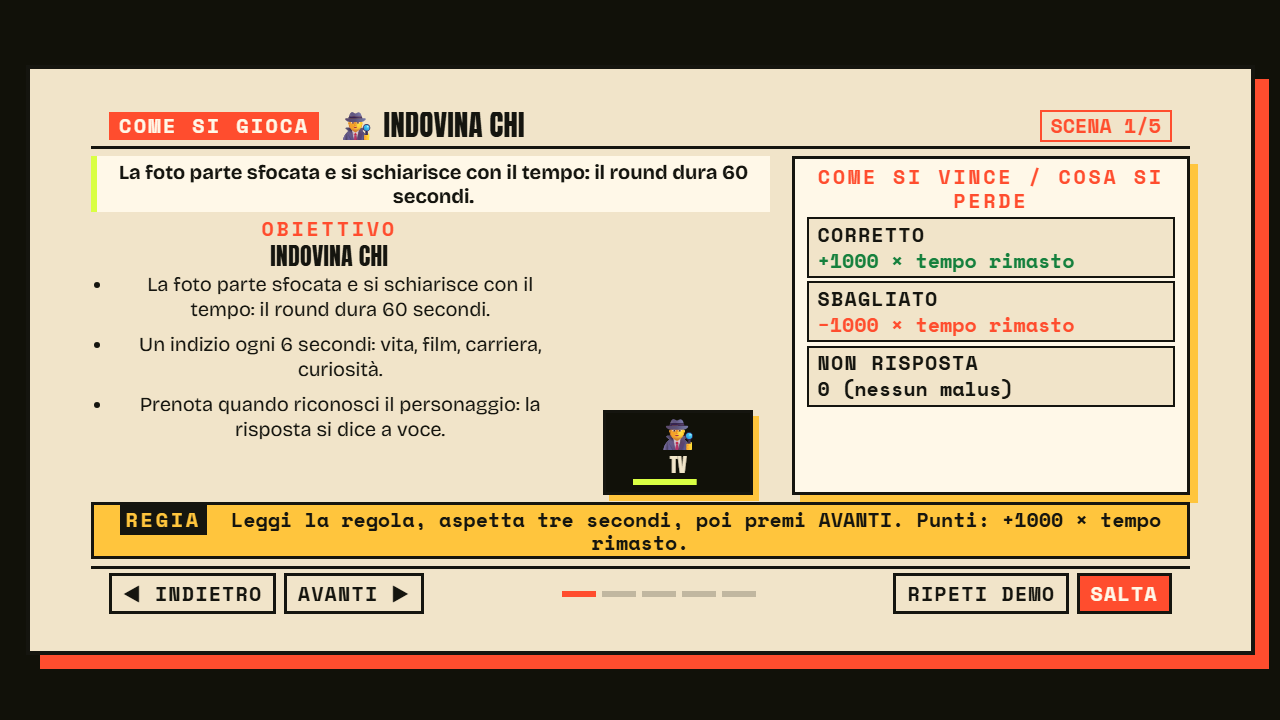 COME SI GIOCA
INDOVINA CHI
SCENA 1/5
La foto parte sfocata e si schiarisce con il tempo: il round dura 60
secondi.
OBIETTIVO
INDOVINA CHI
• La foto parte sfocata e si schiarisce con il
tempo: il round dura 60 secondi.
• Un indizio ogni 6 secondi: vita, film, carriera,
curiosità.
• Prenota quando riconosci il personaggio: la
risposta si dice a voce.
TV
COME SI VINCE / COSA SI
PERDE
CORRETTO
+1000 × tempo rimasto
SBAGLIATO
−1000 × tempo rimasto
NON RISPOSTA
0 (nessun malus)
REGIA Leggi la regola, aspetta tre secondi, poi premi AVANTI. Punti: +1000 × tempo
rimasto.
◀ INDIETRO
AVANTI ▶
RIPETI DEMO
SALTA